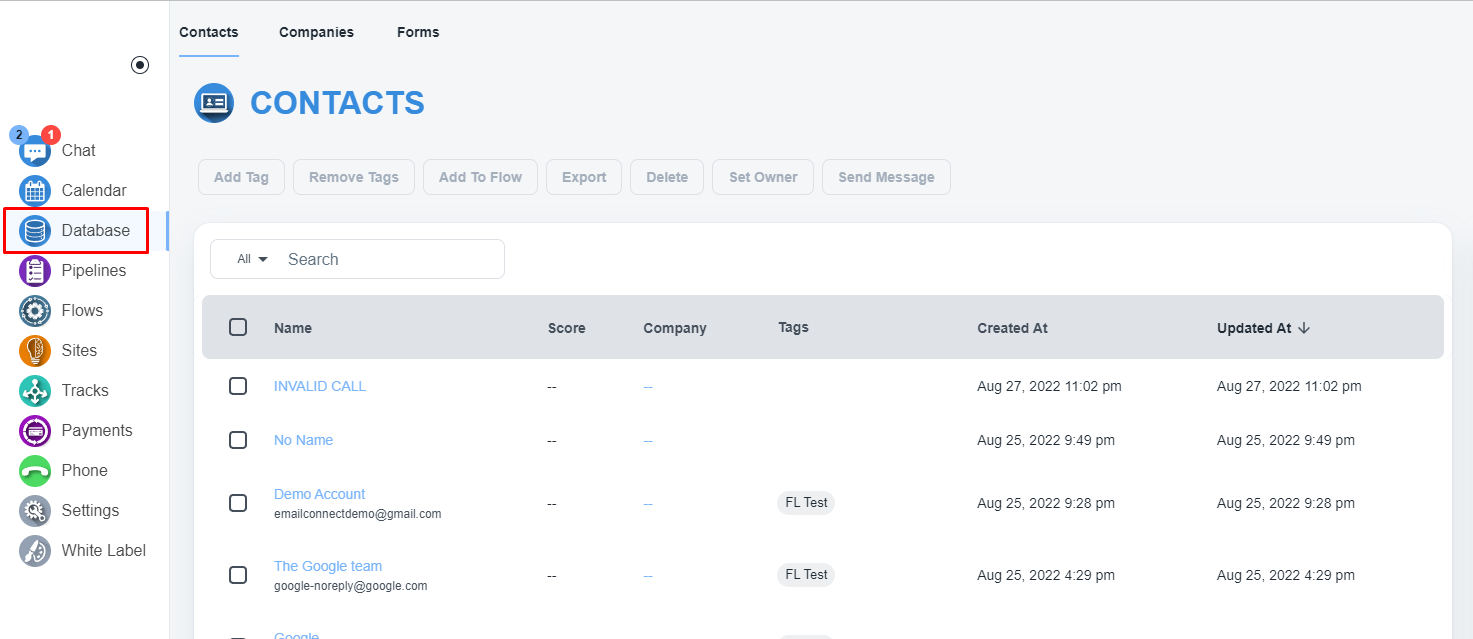 Contacts Companies Forms
CONTACTS
2 1
Chat
Calendar
Database
Pipelines
Flows
Sites
Tracks
Payments
Phone
Settings
White Label
Add Tag Remove Tags Add To Flow Export Delete Set Owner Send Message
All Search
Name Score Company Tags Created At Updated At
INVALID CALL -- -- Aug 27, 2022 11:02 pm Aug 27, 2022 11:02 pm
No Name -- -- Aug 25, 2022 9:49 pm Aug 25, 2022 9:49 pm
Demo Account
emailconnectdemo@gmail.com -- -- FL Test Aug 25, 2022 9:28 pm Aug 25, 2022 9:28 pm
The Google team
google-noreply@google.com -- -- FL Test Aug 25, 2022 4:29 pm Aug 25, 2022 4:29 pm
Google